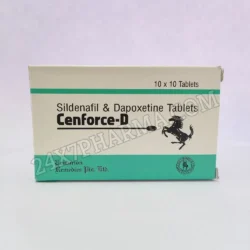 10 x 10 Tablets
Sildenafil & Dapoxetine Tablets
Cenforce-D
24X7PHARMA.COM